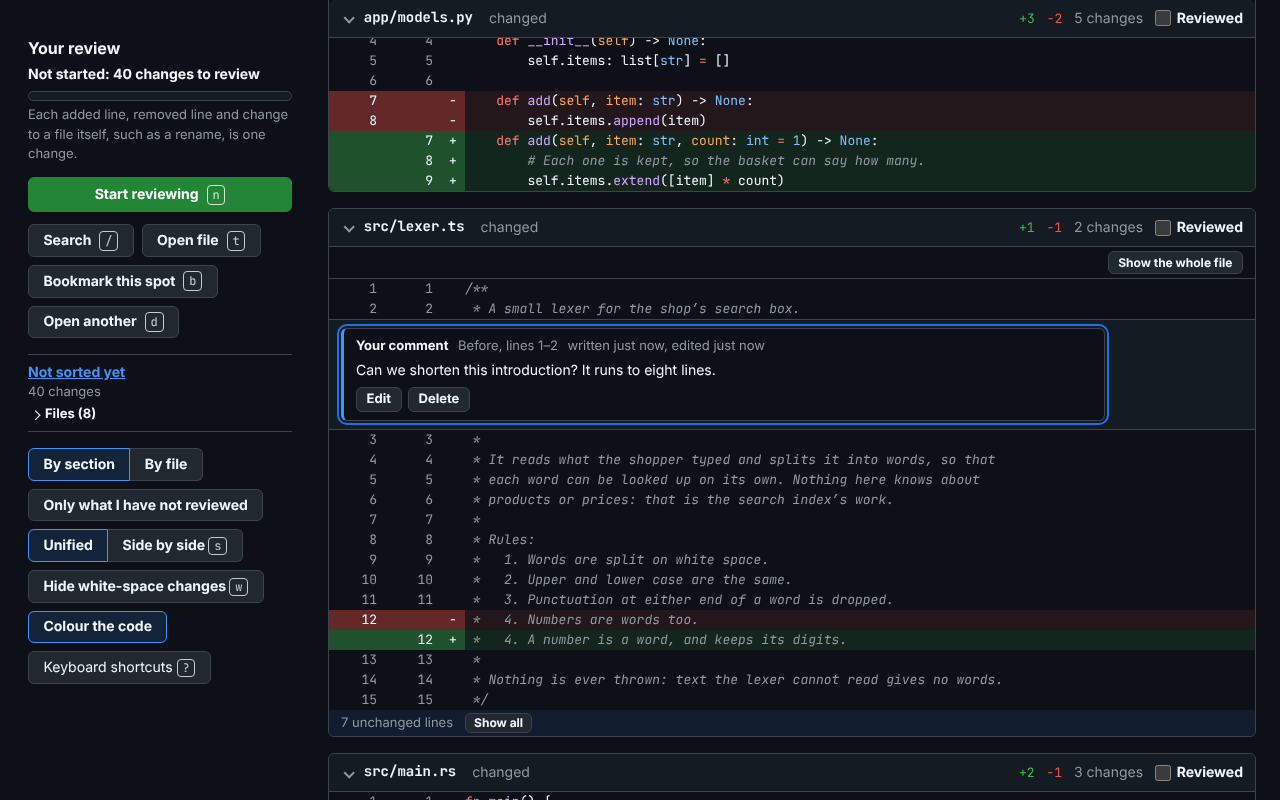 Your review
Not started: 40 changes to review
Each added line, removed line and change
to a file itself, such as a rename, is one
change.
Start reviewing n
Search / Open file t
Bookmark this spot b
Open another d
Not sorted yet
40 changes
Files (8)
By section By file
Only what I have not reviewed
Unified Side by side s
Hide white-space changes w
Colour the code
Keyboard shortcuts ?
app/models.py changed +3 -2 5 changes Reviewed
4 4 def __init__(self) -> None:
5 5 self.items: list[str] = []
6 6
7 - def add(self, item: str) -> None:
8 - self.items.append(item)
7 + def add(self, item: str, count: int = 1) -> None:
8 + # Each one is kept, so the basket can say how many.
9 + self.items.extend([item] * count)
src/lexer.ts changed +1 -1 2 changes Reviewed
Show the whole file
1 1 /**
2 2 * A small lexer for the shop’s search box.
Your comment Before, lines 1–2 written just now, edited just now
Can we shorten this introduction? It runs to eight lines.
Edit Delete
3 3 *
4 4 * It reads what the shopper typed and splits it into words, so that
5 5 * each word can be looked up on its own. Nothing here knows about
6 6 * products or prices: that is the search index’s work.
7 7 *
8 8 * Rules:
9 9 * 1. Words are split on white space.
10 10 * 2. Upper and lower case are the same.
11 11 * 3. Punctuation at either end of a word is dropped.
12 - * 4. Numbers are words too.
12 + * 4. A number is a word, and keeps its digits.
13 13 *
14 14 * Nothing is ever thrown: text the lexer cannot read gives no words.
15 15 */
7 unchanged lines Show all
src/main.rs changed +2 -1 3 changes Reviewed
1 1 fn main() {